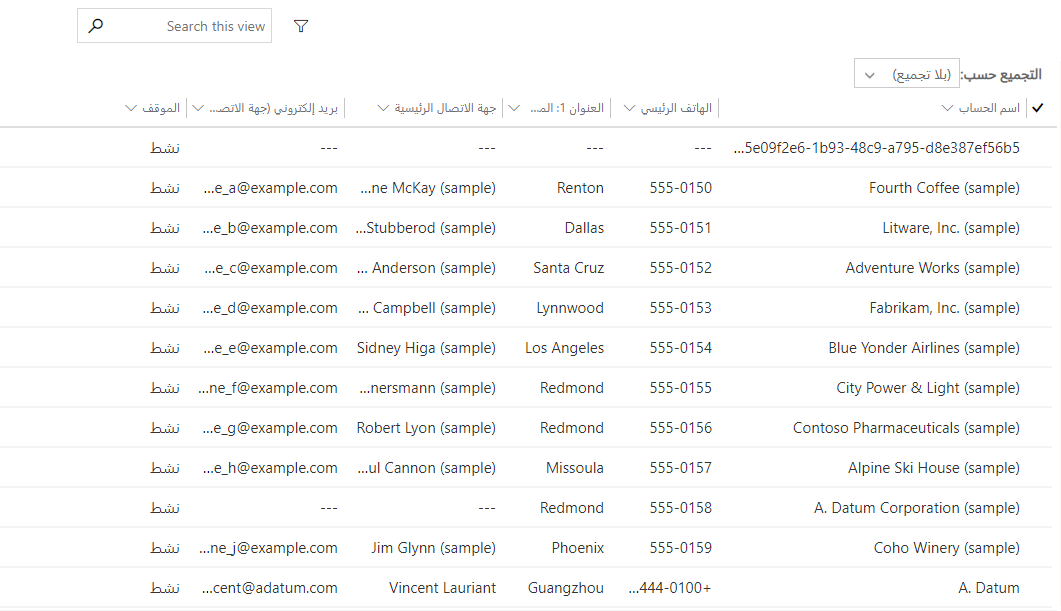 Search this view
التجميع حسب: (بلا تجميع)
اسم الحساب الهاتف الرئيسي العنوان 1: الم... جهة الاتصال الرئيسية بريد إلكتروني (جهة الاتص... الموقف
5e09f2e6-1b93-48c9-a795-d8e387ef56b5... --- --- --- --- نشط
Fourth Coffee (sample) 555-0150 Renton ...ne McKay (sample) ...e_a@example.com نشط
Litware, Inc. (sample) 555-0151 Dallas ...Stubberod (sample) ...e_b@example.com نشط
Adventure Works (sample) 555-0152 Santa Cruz ... Anderson (sample) ...e_c@example.com نشط
Fabrikam, Inc. (sample) 555-0153 Lynnwood ... Campbell (sample) ...e_d@example.com نشط
Blue Yonder Airlines (sample) 555-0154 Los Angeles Sidney Higa (sample) ...e_e@example.com نشط
City Power & Light (sample) 555-0155 Redmond ...nersmann (sample) ...ne_f@example.com نشط
Contoso Pharmaceuticals (sample) 555-0156 Redmond Robert Lyon (sample) ...e_g@example.com نشط
Alpine Ski House (sample) 555-0157 Missoula ...ul Cannon (sample) ...e_h@example.com نشط
A. Datum Corporation (sample) 555-0158 Redmond --- --- نشط
Coho Winery (sample) 555-0159 Phoenix Jim Glynn (sample) ...ne_j@example.com نشط
A. Datum ...444-0100+ Guangzhou Vincent Lauriant ...cent@adatum.com نشط